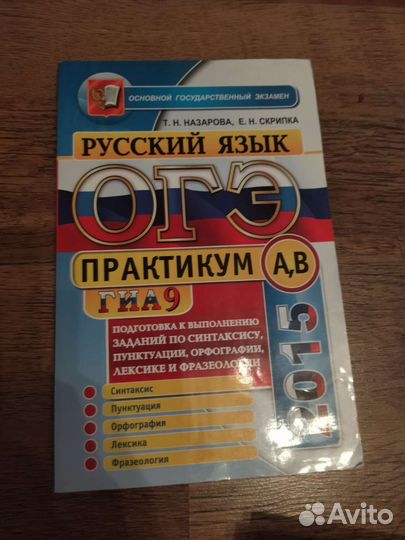 ОСНОВНОЙ ГОСУДАРСТВЕННЫЙ ЭКЗАМЕН
Т. Н. НАЗАРОВА, Е. Н. СКРИПКА
РУССКИЙ ЯЗЫК
ОГЭ
ПРАКТИКУМ А,В
ГИА 9
ПОДГОТОВКА К ВЫПОЛНЕНИЮ
ЗАДАНИЙ ПО СИНТАКСИСУ,
ПУНКТУАЦИИ, ОРФОГРАФИИ,
ЛЕКСИКЕ И ФРАЗЕОЛОГИИ
2015
Синтаксис
Пунктуация
Орфография
Лексика
Фразеология
Avito